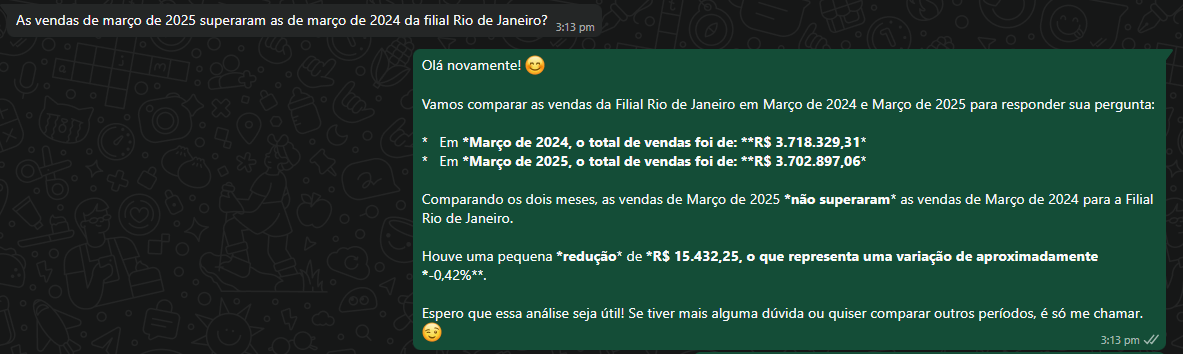 As vendas de março de 2025 superaram as de março de 2024 da filial Rio de Janeiro?
3:13 pm
Olá novamente! 😊
Vamos comparar as vendas da Filial Rio de Janeiro em Março de 2024 e Março de 2025 para responder sua pergunta:
* Em *Março de 2024, o total de vendas foi de: **R$ 3.718.329,31*
* Em *Março de 2025, o total de vendas foi de: **R$ 3.702.897,06*
Comparando os dois meses, as vendas de Março de 2025 *não superaram* as vendas de Março de 2024 para a Filial
Rio de Janeiro.
Houve uma pequena *redução* de *R$ 15.432,25, o que representa uma variação de aproximadamente
*-0,42%**.
Espero que essa análise seja útil! Se tiver mais alguma dúvida ou quiser comparar outros períodos, é só me chamar.
😉
3:13 pm